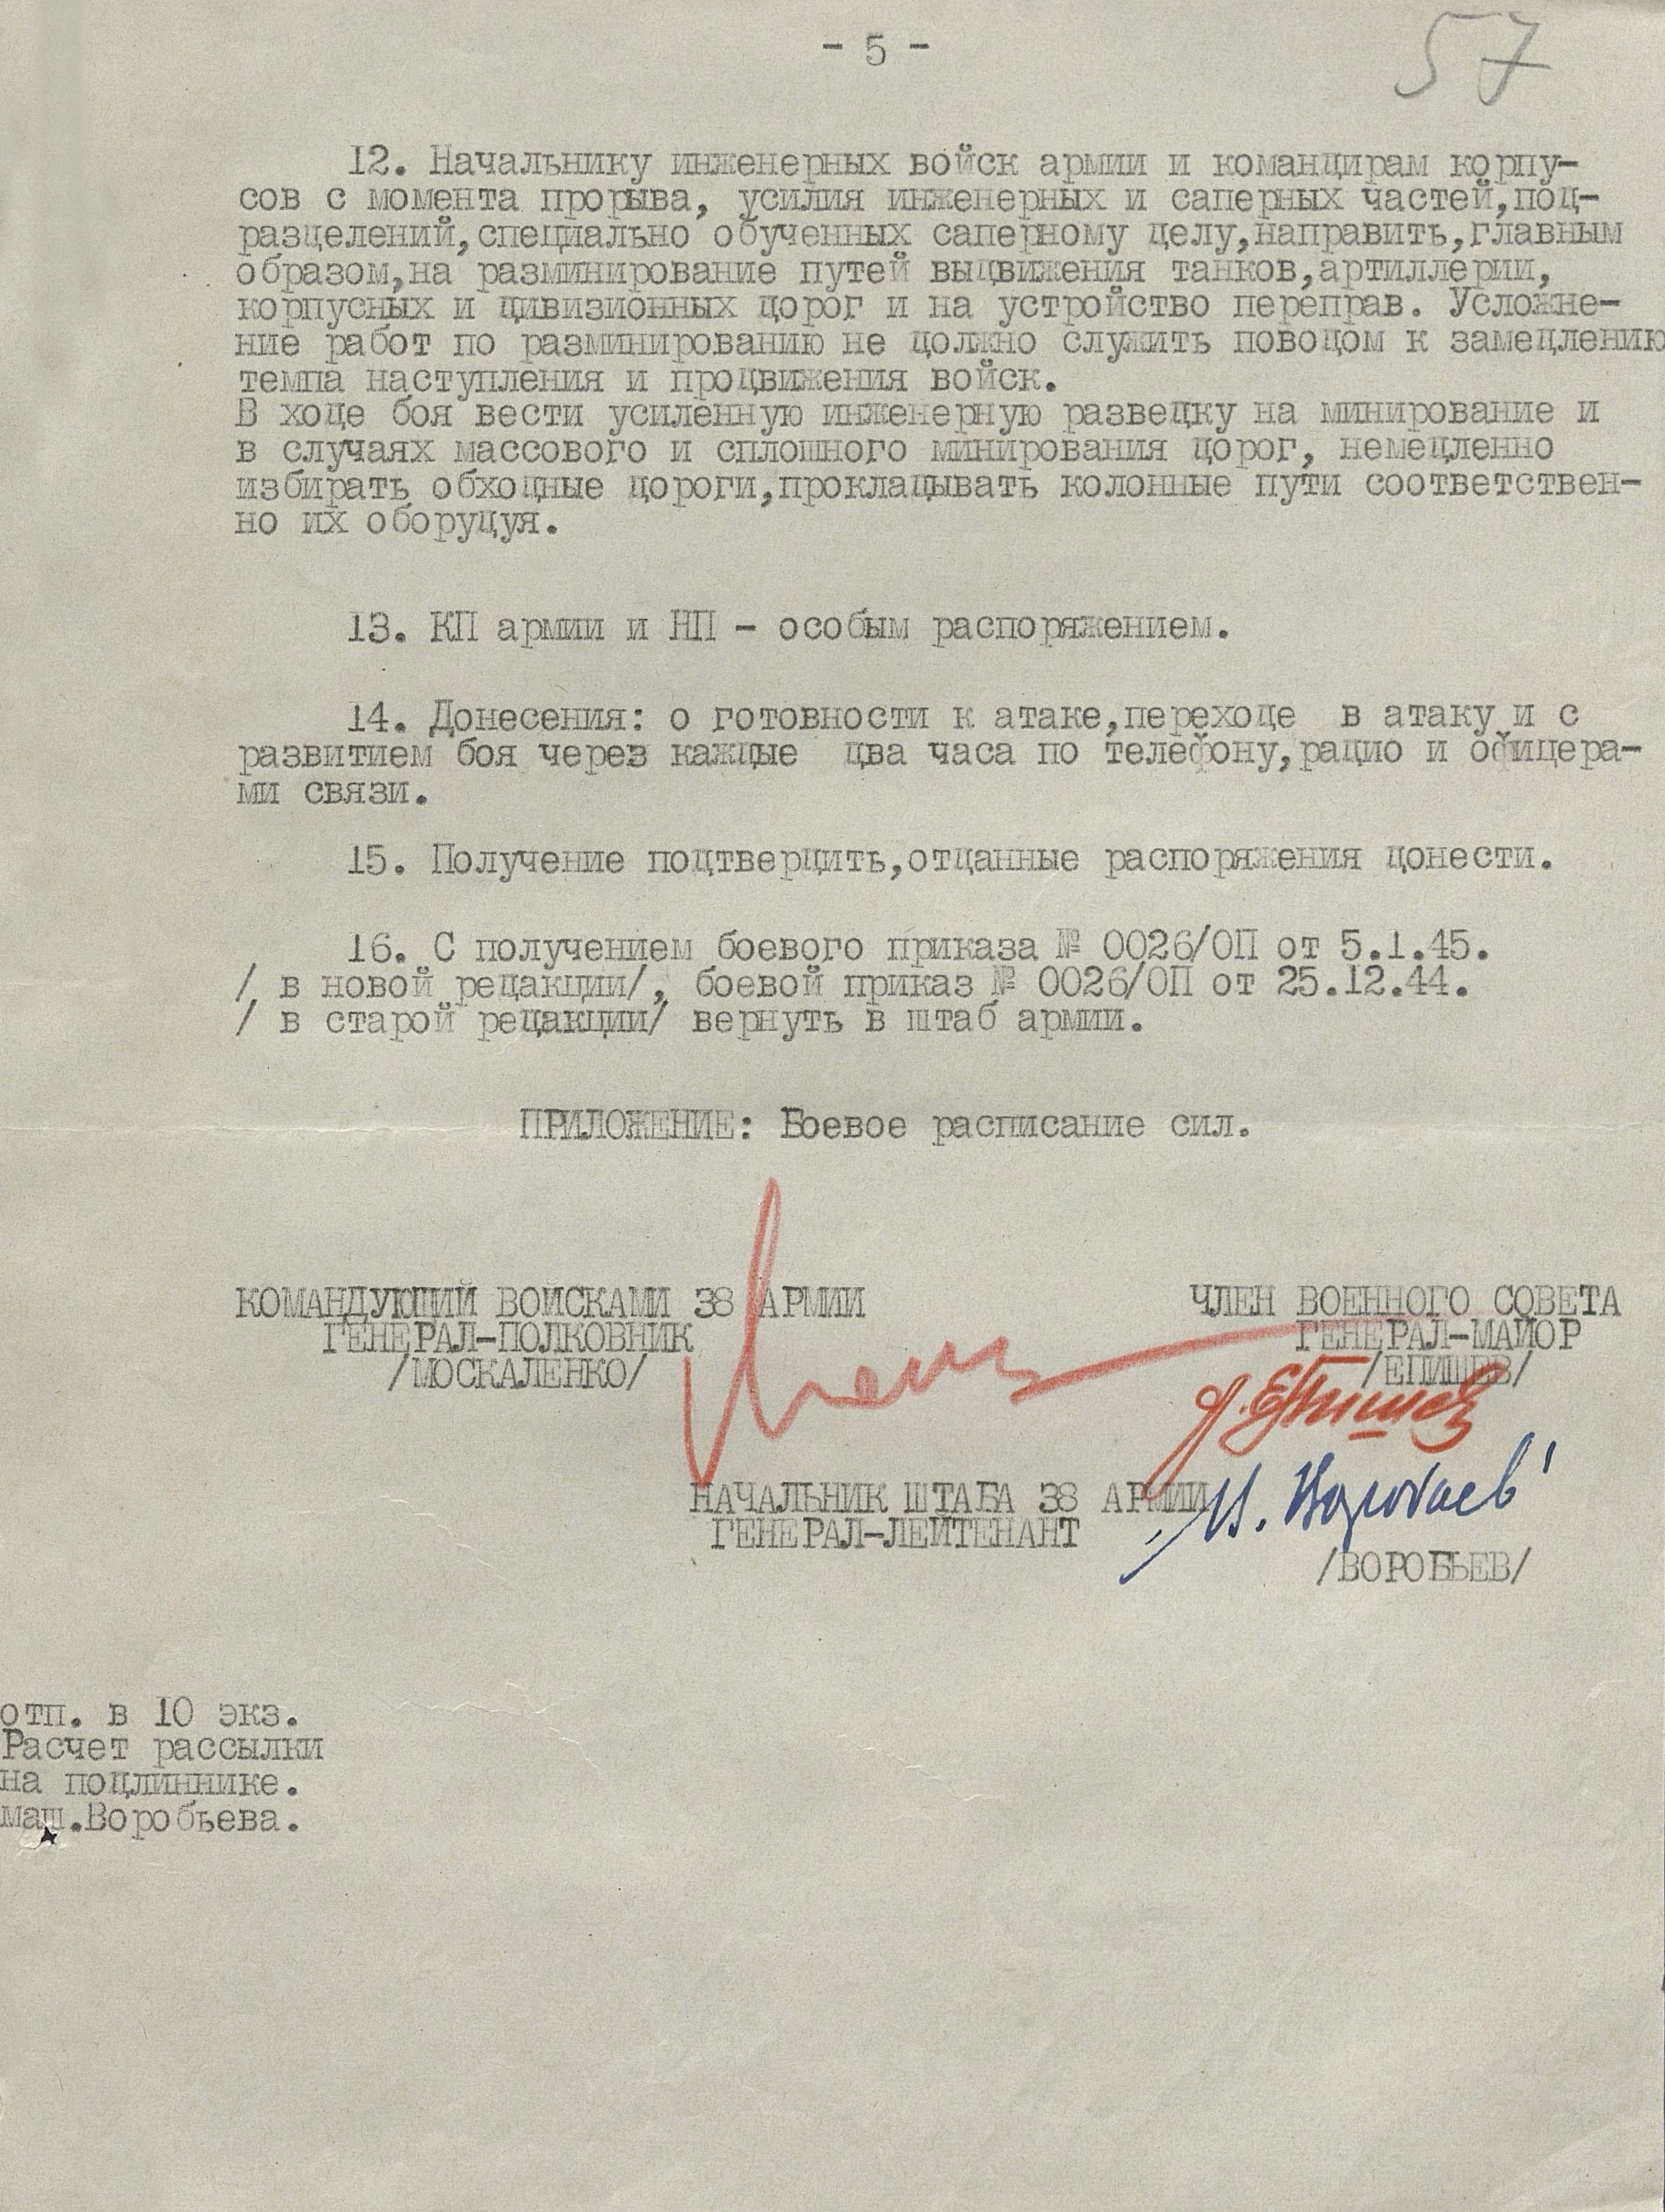 - 5 -
57
12. Начальнику инженерных войск армии и командирам корпу-
сов с момента прорыва, усилия инженерных и саперных частей,под-
разделений,специально обученных саперному делу,направить,главным
образом,на разминирование путей выдвижения танков,артиллерии,
корпусных и дивизионных дорог и на устройство переправ. Усложне-
ние работ по разминированию не должно служить поводом к замедлению
темпа наступления и продвижения войск.
В ходе боя вести усиленную инженерную разведку на минирование и
в случаях массового и сплошного минирования дорог, немедленно
избирать обходные дороги,прокладывать колонные пути соответствен-
но их оборудуя.
13. КП армии и НП - особым распоряжением.
14. Донесения: о готовности к атаке,переходе в атаку и с
развитием боя через каждые два часа по телефону,радио и офицера-
ми связи.
15. Получение подтвердить,отданные распоряжения донести.
16. С получением боевого приказа № 0026/ОП от 5.1.45.
/ в новой редакции/, боевой приказ № 0026/ОП от 25.12.44.
/ в старой редакции/ вернуть в штаб армии.
ПРИЛОЖЕНИЕ: Боевое расписание сил.
КОМАНДУЮЩИЙ ВОЙСКАМИ 38 АРМИИ
ГЕНЕРАЛ-ПОЛКОВНИК
/МОСКАЛЕНКО/
ЧЛЕН ВОЕННОГО СОВЕТА
ГЕНЕРАЛ-МАЙОР
/ЕПИШЕВ/
А. Епишев
НАЧАЛЬНИК ШТАБА 38 АРМИИ
ГЕНЕРАЛ-ЛЕЙТЕНАНТ
/ВОРОБЬЕВ/
отп. в 10 экз.
Расчет рассылки
на подлиннике.
маш.Воробьева.